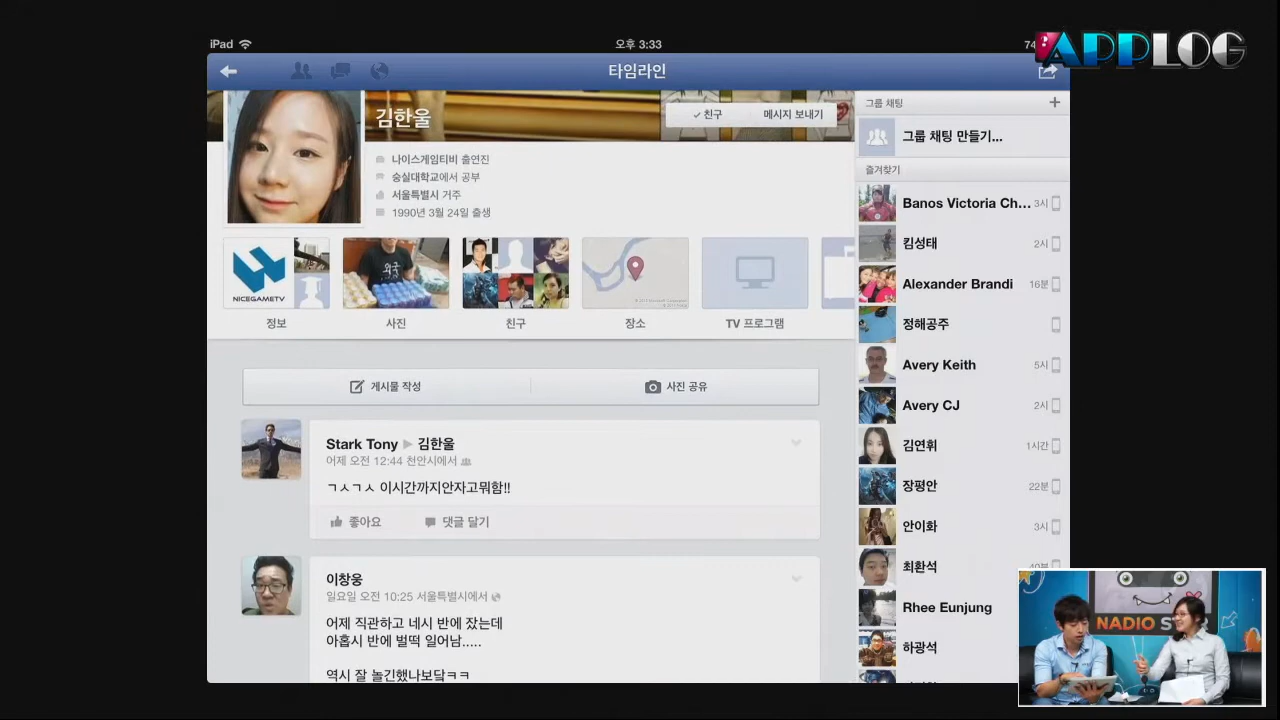 iPad
오후 3:33
74
APPLOG
타임라인
김한울
친구
메시지 보내기
나이스게임티비 출연진
숭실대학교에서 공부
서울특별시 거주
1990년 3월 24일 출생
NICEGAMETV
정보
사진
친구
장소
TV 프로그램
게시물 작성
사진 공유
Stark Tony ▶ 김한울
어제 오전 12:44 천안시에서
ㄱㅅㄱㅅ 이시간까지안자고뭐함!!
좋아요
댓글 달기
이창웅
일요일 오전 10:25 서울특별시에서
어제 직관하고 네시 반에 잤는데
아홉시 반에 벌떡 일어남.....
역시 잘 놀긴했나보닼ㅋㅋ
그룹 채팅
그룹 채팅 만들기...
즐겨찾기
Banos Victoria Ch... 3시
킴성태 2시
Alexander Brandi 16분
정해공주
Avery Keith 5시
Avery CJ 2시
김연휘 1시간
장평안 22분
안이화 3시
최환석 40분
Rhee Eunjung
하광석
NADIO ST